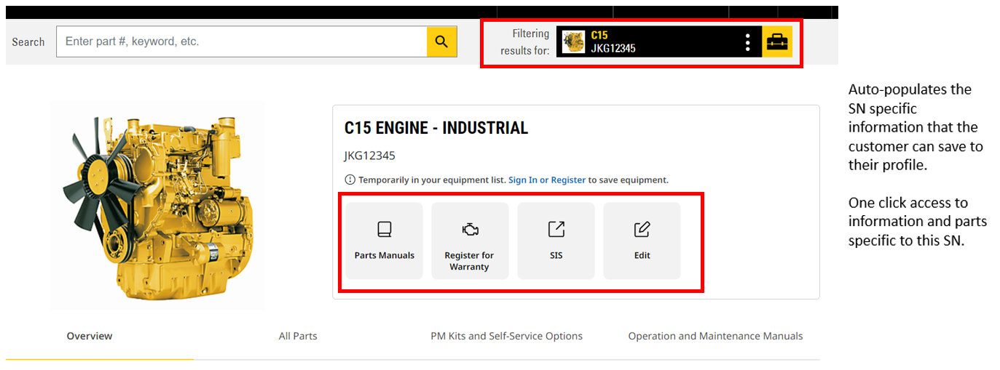 Search
Enter part #, keyword, etc.
Filtering
results for:
C15
JKG12345
Auto-populates the
SN specific
information that the
customer can save to
their profile.
One click access to
information and parts
specific to this SN.
C15 ENGINE - INDUSTRIAL
JKG12345
Temporarily in your equipment list. Sign In or Register to save equipment.
Parts Manuals
Register for
Warranty
SIS
Edit
Overview
All Parts
PM Kits and Self-Service Options
Operation and Maintenance Manuals